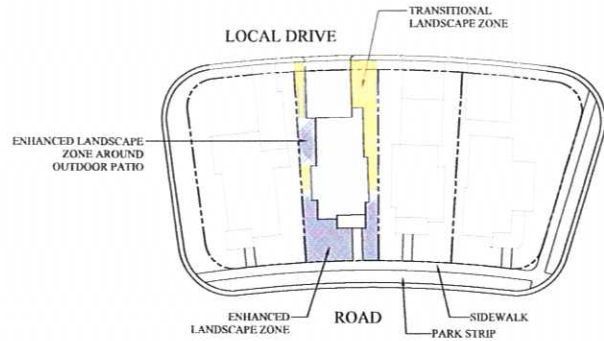 TRANSITIONAL
LANDSCAPE ZONE
LOCAL DRIVE
ENHANCED LANDSCAPE
ZONE AROUND
OUTDOOR PATIO
ENHANCED
LANDSCAPE ZONE
ROAD
SIDEWALK
PARK STRIP